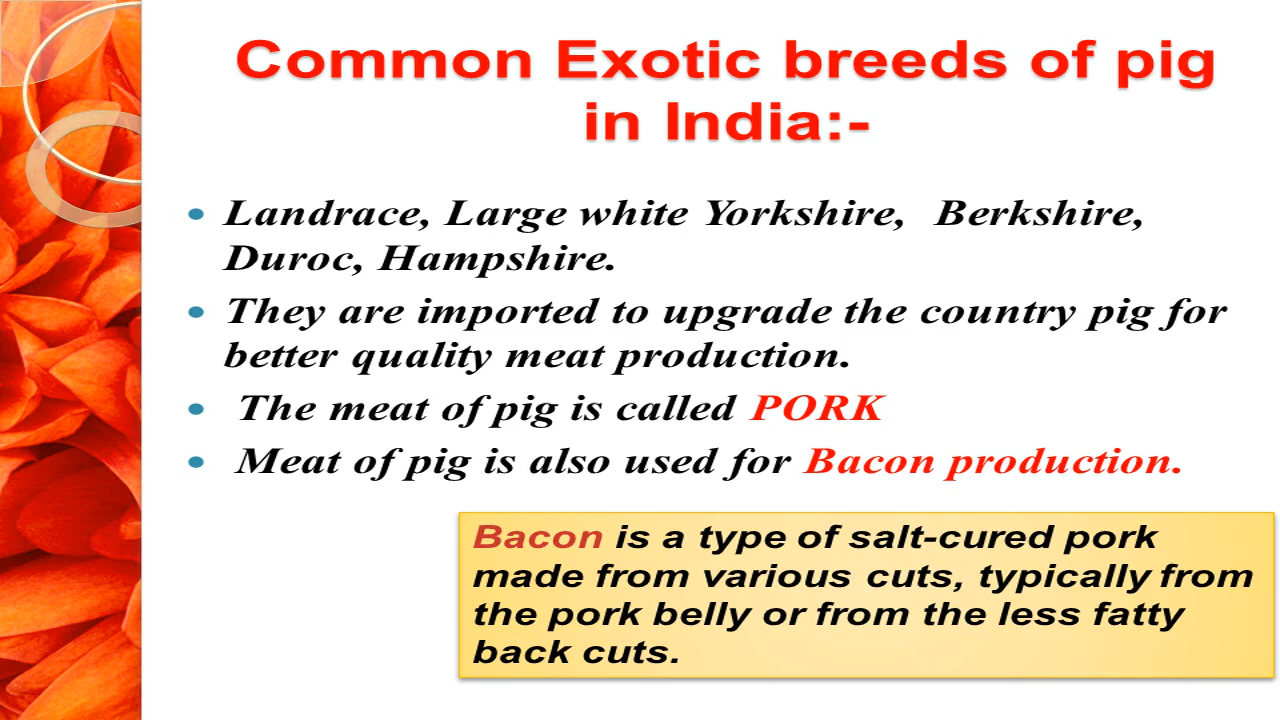 Common Exotic breeds of pig
in India:-
• Landrace, Large white Yorkshire, Berkshire,
Duroc, Hampshire.
• They are imported to upgrade the country pig for
better quality meat production.
• The meat of pig is called PORK
• Meat of pig is also used for Bacon production.
Bacon is a type of salt-cured pork
made from various cuts, typically from
the pork belly or from the less fatty
back cuts.